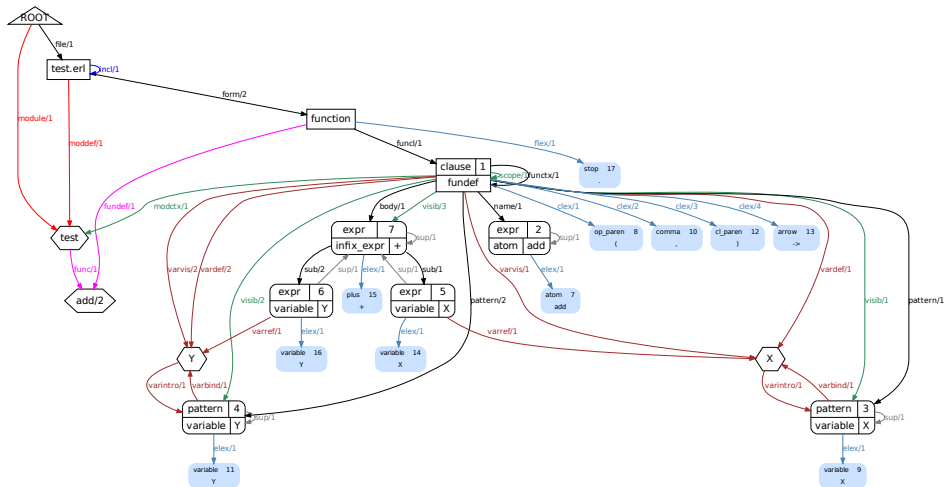 ROOT
file/1
test.erl
incl/1
form/2
module/1
moddef/1
function
funcl/1
flex/1
stop 17
.
clause 1
fundef
scope/1
functx/1
fundef/1
modctx/1
body/1
visib/3
name/1
clex/1
clex/2
clex/3
clex/4
test
func/1
add/2
varvis/2
vardef/2
expr 7
infix_expr +
sup/1
expr 2
atom add
sup/1
op_paren 8
(
comma 10
,
cl_paren 12
)
arrow 13
->
sub/2
sup/1
elex/1
sup/1
sub/1
varvis/1
elex/1
vardef/1
visib/2
pattern/2
visib/1
pattern/1
expr 6
variable Y
plus 15
+
expr 5
variable X
atom 7
add
varref/1
elex/1
elex/1
varref/1
Y
variable 16
Y
variable 14
X
X
varintro/1
varbind/1
varintro/1
varbind/1
pattern 4
variable Y
sup/1
pattern 3
variable X
sup/1
elex/1
elex/1
variable 11
Y
variable 9
X